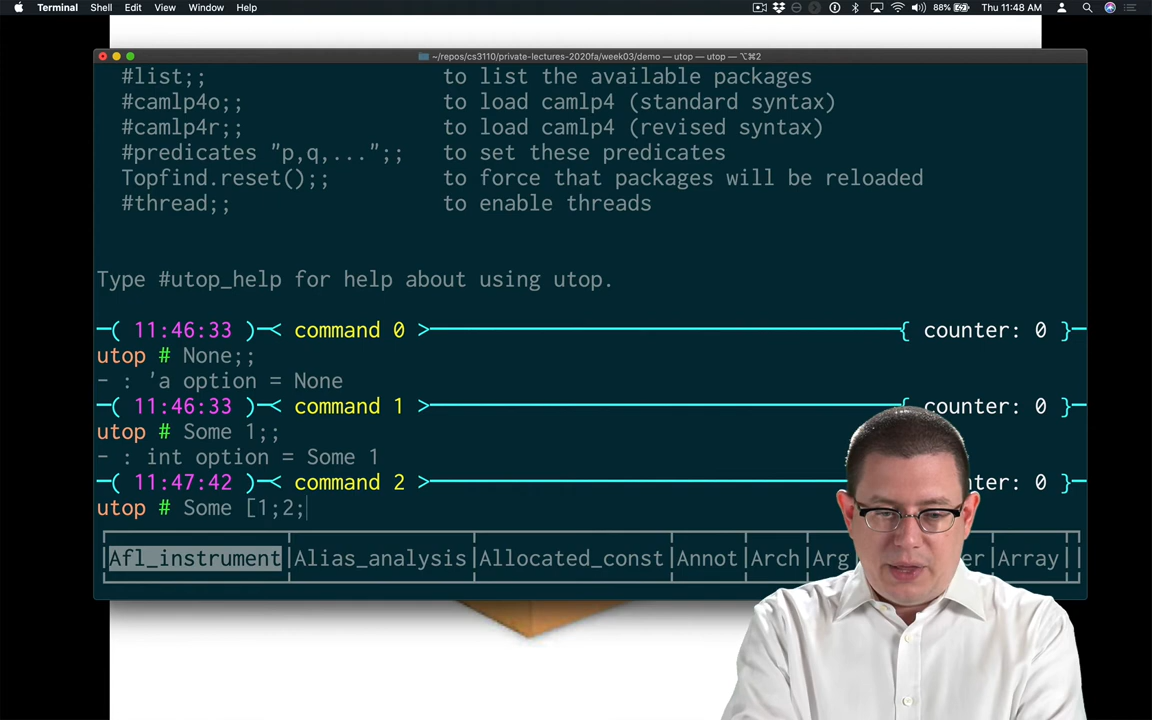 Terminal Shell Edit View Window Help 88% Thu 11:48 AM
~/repos/cs3110/private-lectures-2020fa/week03/demo — utop — utop — ⌥⌘2
#list;; to list the available packages
#camlp4o;; to load camlp4 (standard syntax)
#camlp4r;; to load camlp4 (revised syntax)
#predicates "p,q,...";; to set these predicates
Topfind.reset();; to force that packages will be reloaded
#thread;; to enable threads
Type #utop_help for help about using utop.
─( 11:46:33 )─< command 0 >──{ counter: 0 }─
utop # None;;
- : 'a option = None
─( 11:46:33 )─< command 1 >──{ counter: 0 }─
utop # Some 1;;
- : int option = Some 1
─( 11:47:42 )─< command 2 >──{ counter: 0 }─
utop # Some [1;2;
Afl_instrument Alias_analysis Allocated_const Annot Arch Arg Array